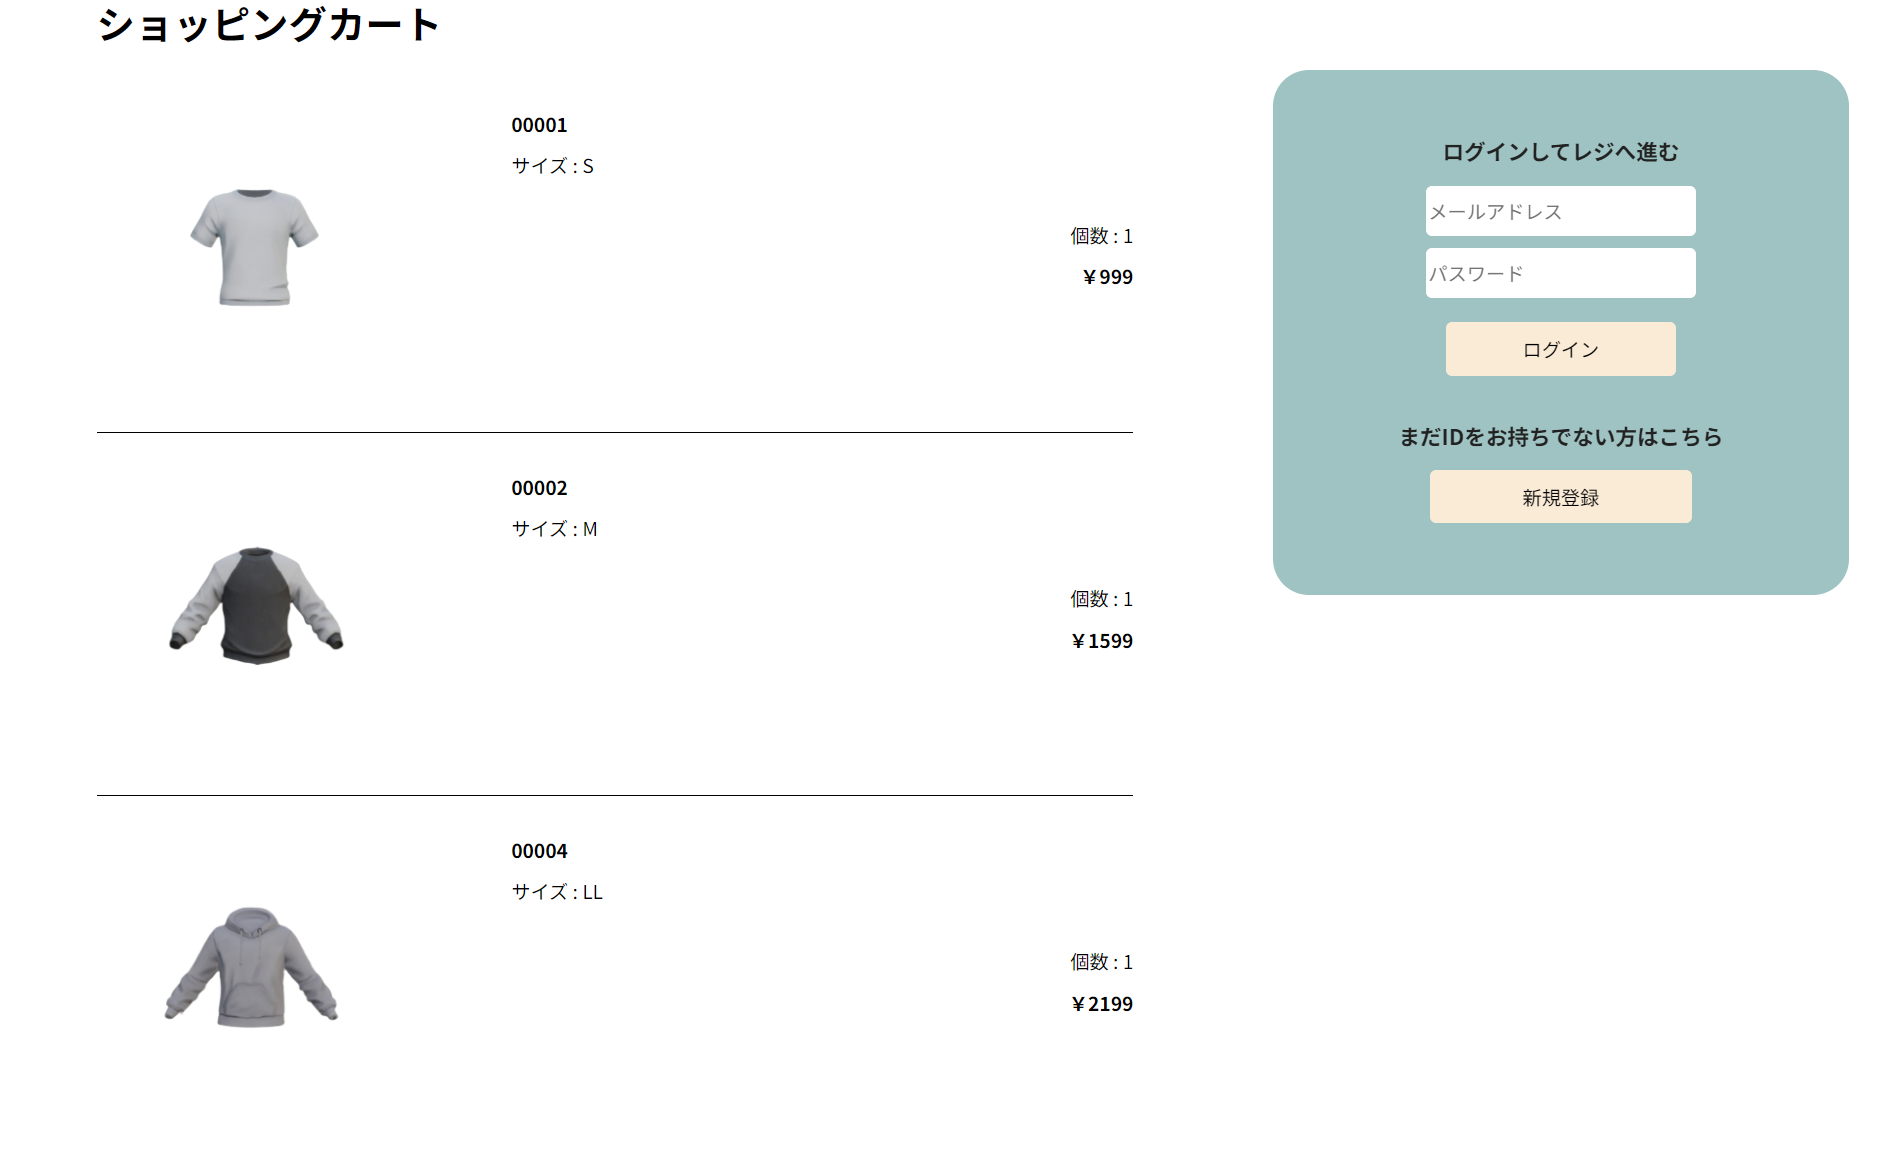 ショッピングカート
00001
サイズ : S
個数 : 1
¥999
00002
サイズ : M
個数 : 1
¥1599
00004
サイズ : LL
個数 : 1
¥2199
ログインしてレジへ進む
メールアドレス
パスワード
ログイン
まだIDをお持ちでない方はこちら
新規登録